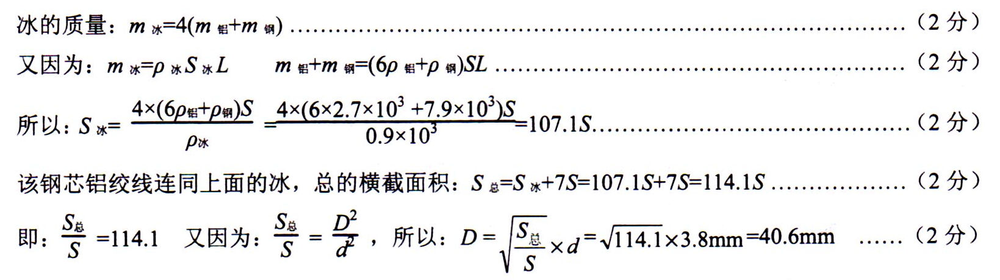 冰的质量：m冰=4(m铝+m钢) ……………………………………………………（2 分）
又因为：m冰=ρ冰S冰L m铝+m钢=(6ρ铝+ρ钢)SL ……………………………………（2 分）
所以：S冰= 4×(6ρ铝+ρ钢)S/ρ冰 = 4×(6×2.7×10³+7.9×10³)S/0.9×10³ =107.1S……………………………（2 分）
该钢芯铝绞线连同上面的冰，总的横截面积：S总=S冰+7S=107.1S+7S=114.1S ………………（2 分）
即：S总/S =114.1 又因为：S总/S = D²/d² ，所以：D=√(S总/S)×d=√114.1×3.8mm=40.6mm ……（2 分）